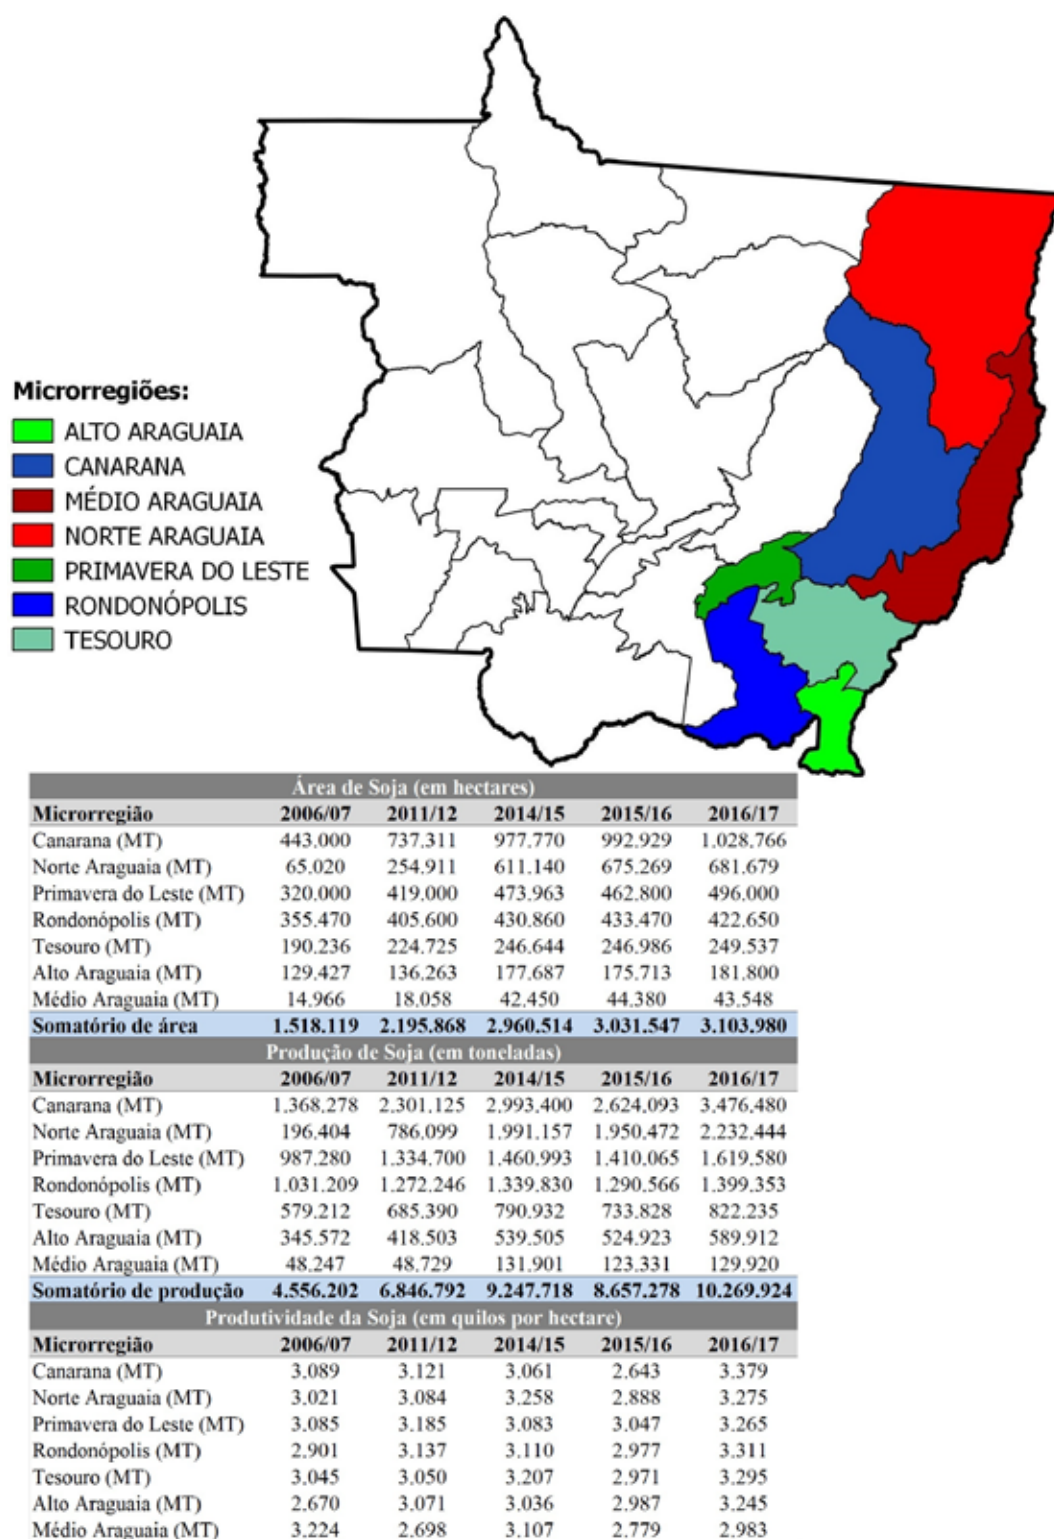 Microrregiões:
ALTO ARAGUAIA
CANARANA
MÉDIO ARAGUAIA
NORTE ARAGUAIA
PRIMAVERA DO LESTE
RONDONÓPOLIS
TESOURO
Área de Soja (em hectares)
Microrregião 2006/07 2011/12 2014/15 2015/16 2016/17
Canarana (MT) 443.000 737.311 977.770 992.929 1.028.766
Norte Araguaia (MT) 65.020 254.911 611.140 675.269 681.679
Primavera do Leste (MT) 320.000 419.000 473.963 462.800 496.000
Rondonópolis (MT) 355.470 405.600 430.860 433.470 422.650
Tesouro (MT) 190.236 224.725 246.644 246.986 249.537
Alto Araguaia (MT) 129.427 136.263 177.687 175.713 181.800
Médio Araguaia (MT) 14.966 18.058 42.450 44.380 43.548
Somatório de área 1.518.119 2.195.868 2.960.514 3.031.547 3.103.980
Produção de Soja (em toneladas)
Microrregião 2006/07 2011/12 2014/15 2015/16 2016/17
Canarana (MT) 1.368.278 2.301.125 2.993.400 2.624.093 3.476.480
Norte Araguaia (MT) 196.404 786.099 1.991.157 1.950.472 2.232.444
Primavera do Leste (MT) 987.280 1.334.700 1.460.993 1.410.065 1.619.580
Rondonópolis (MT) 1.031.209 1.272.246 1.339.830 1.290.566 1.399.353
Tesouro (MT) 579.212 685.390 790.932 733.828 822.235
Alto Araguaia (MT) 345.572 418.503 539.505 524.923 589.912
Médio Araguaia (MT) 48.247 48.729 131.901 123.331 129.920
Somatório de produção 4.556.202 6.846.792 9.247.718 8.657.278 10.269.924
Produtividade da Soja (em quilos por hectare)
Microrregião 2006/07 2011/12 2014/15 2015/16 2016/17
Canarana (MT) 3.089 3.121 3.061 2.643 3.379
Norte Araguaia (MT) 3.021 3.084 3.258 2.888 3.275
Primavera do Leste (MT) 3.085 3.185 3.083 3.047 3.265
Rondonópolis (MT) 2.901 3.137 3.110 2.977 3.311
Tesouro (MT) 3.045 3.050 3.207 2.971 3.295
Alto Araguaia (MT) 2.670 3.071 3.036 2.987 3.245
Médio Araguaia (MT) 3.224 2.698 3.107 2.779 2.983